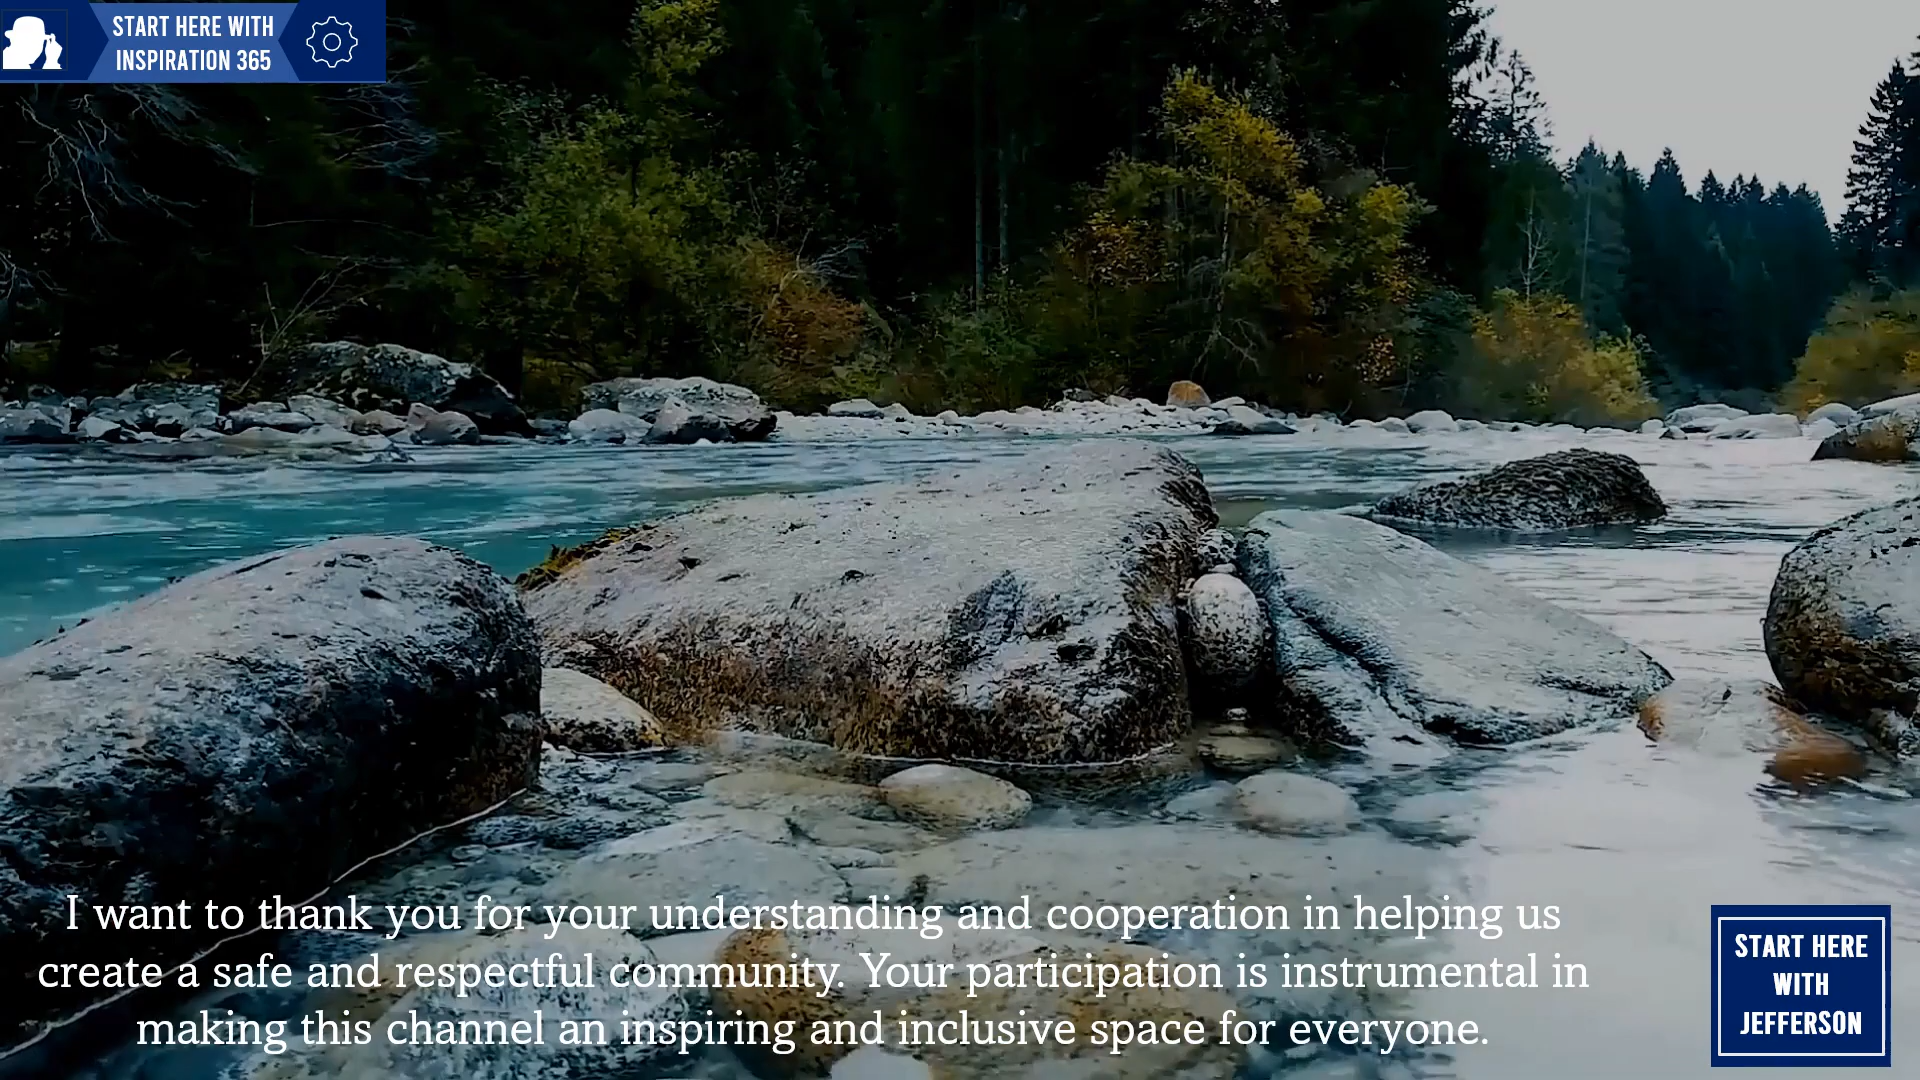 START HERE WITH
INSPIRATION 365
I want to thank you for your understanding and cooperation in helping us
create a safe and respectful community. Your participation is instrumental in
making this channel an inspiring and inclusive space for everyone.
START HERE
WITH
JEFFERSON